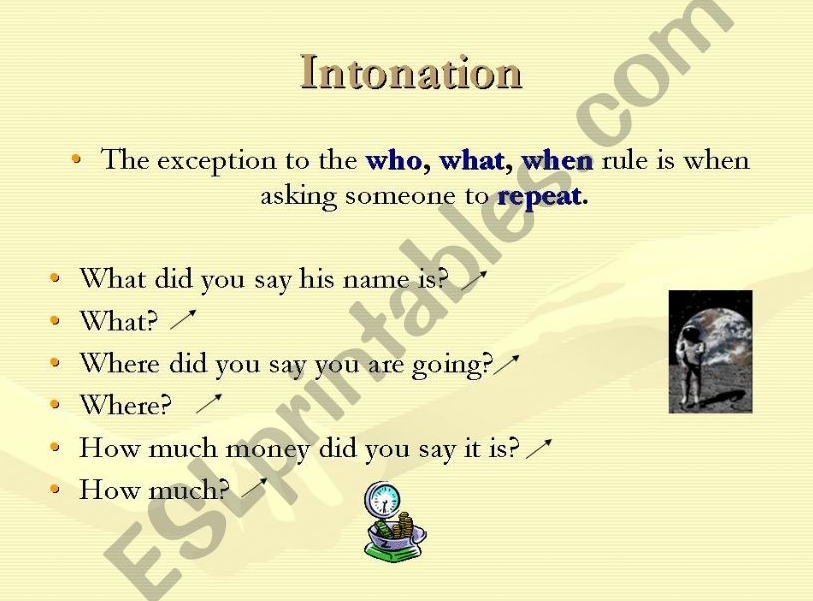 Intonation
• The exception to the who, what, when rule is when
asking someone to repeat.
• What did you say his name is?
• What?
• Where did you say you are going?
• Where?
• How much money did you say it is?
• How much?
ESLprintables.com